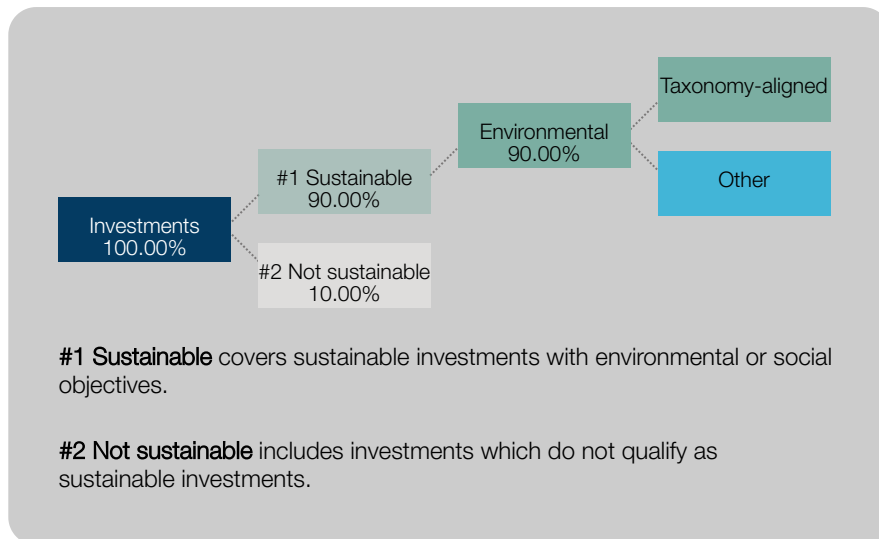 Taxonomy-aligned
Environmental
90.00%
#1 Sustainable
90.00%
Other
Investments
100.00%
#2 Not sustainable
10.00%
#1 Sustainable covers sustainable investments with environmental or social
objectives.
#2 Not sustainable includes investments which do not qualify as
sustainable investments.